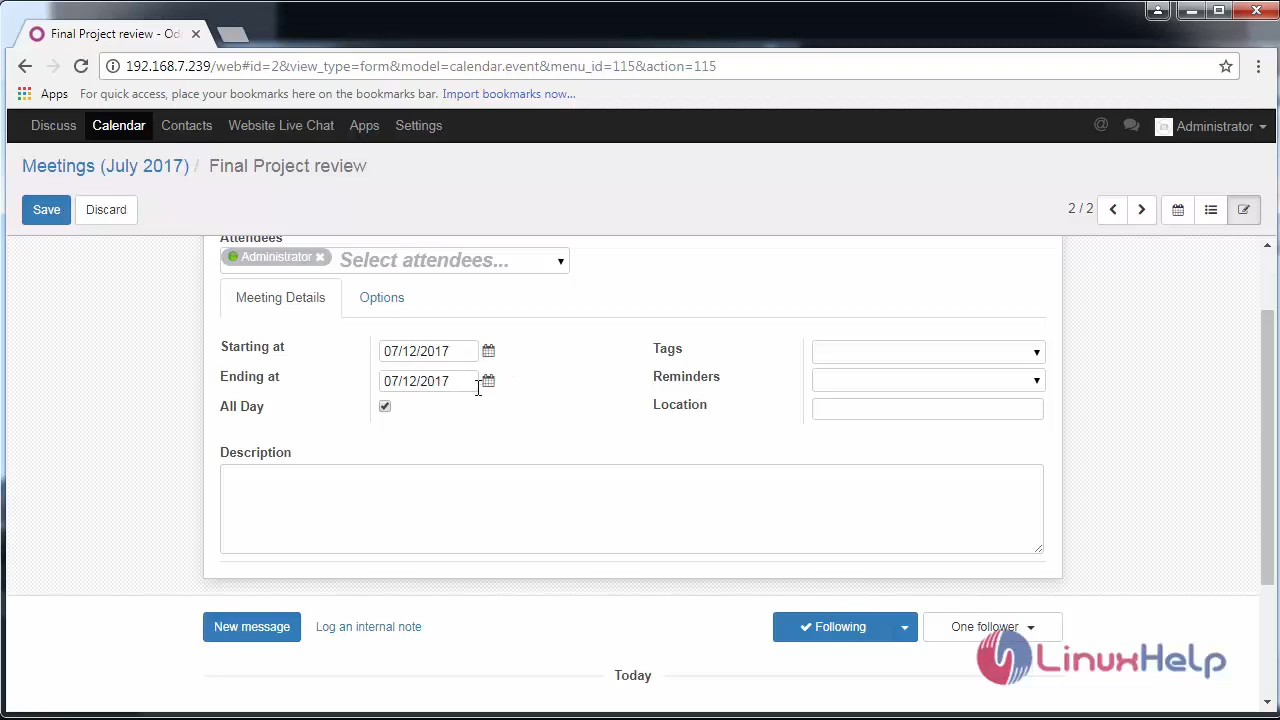 Final Project review - Od
192.168.7.239/web#id=2&view_type=form&model=calendar.event&menu_id=115&action=115
Apps For quick access, place your bookmarks here on the bookmarks bar. Import bookmarks now...
Discuss Calendar Contacts Website Live Chat Apps Settings @ Administrator
Meetings (July 2017) / Final Project review
Save Discard 2 / 2
Attendees
Administrator Select attendees...
Meeting Details Options
Starting at 07/12/2017 Tags
Ending at 07/12/2017 Reminders
All Day Location
Description
New message Log an internal note Following One follower
LinuxHelp
Today